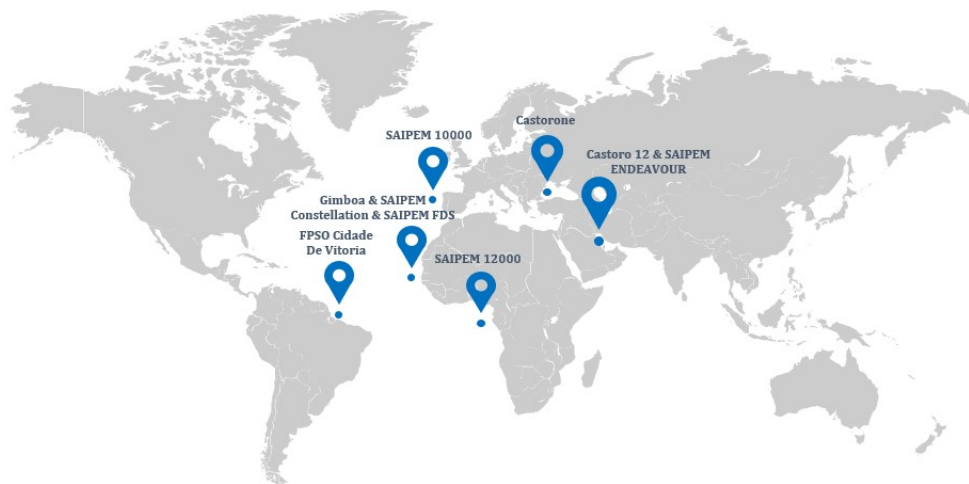 Castorone
SAIPEM 10000
Castoro 12 & SAIPEM
ENDEAVOUR
Gimboa & SAIPEM
Constellation & SAIPEM FDS
FPSO Cidade
De Vitoria
SAIPEM 12000